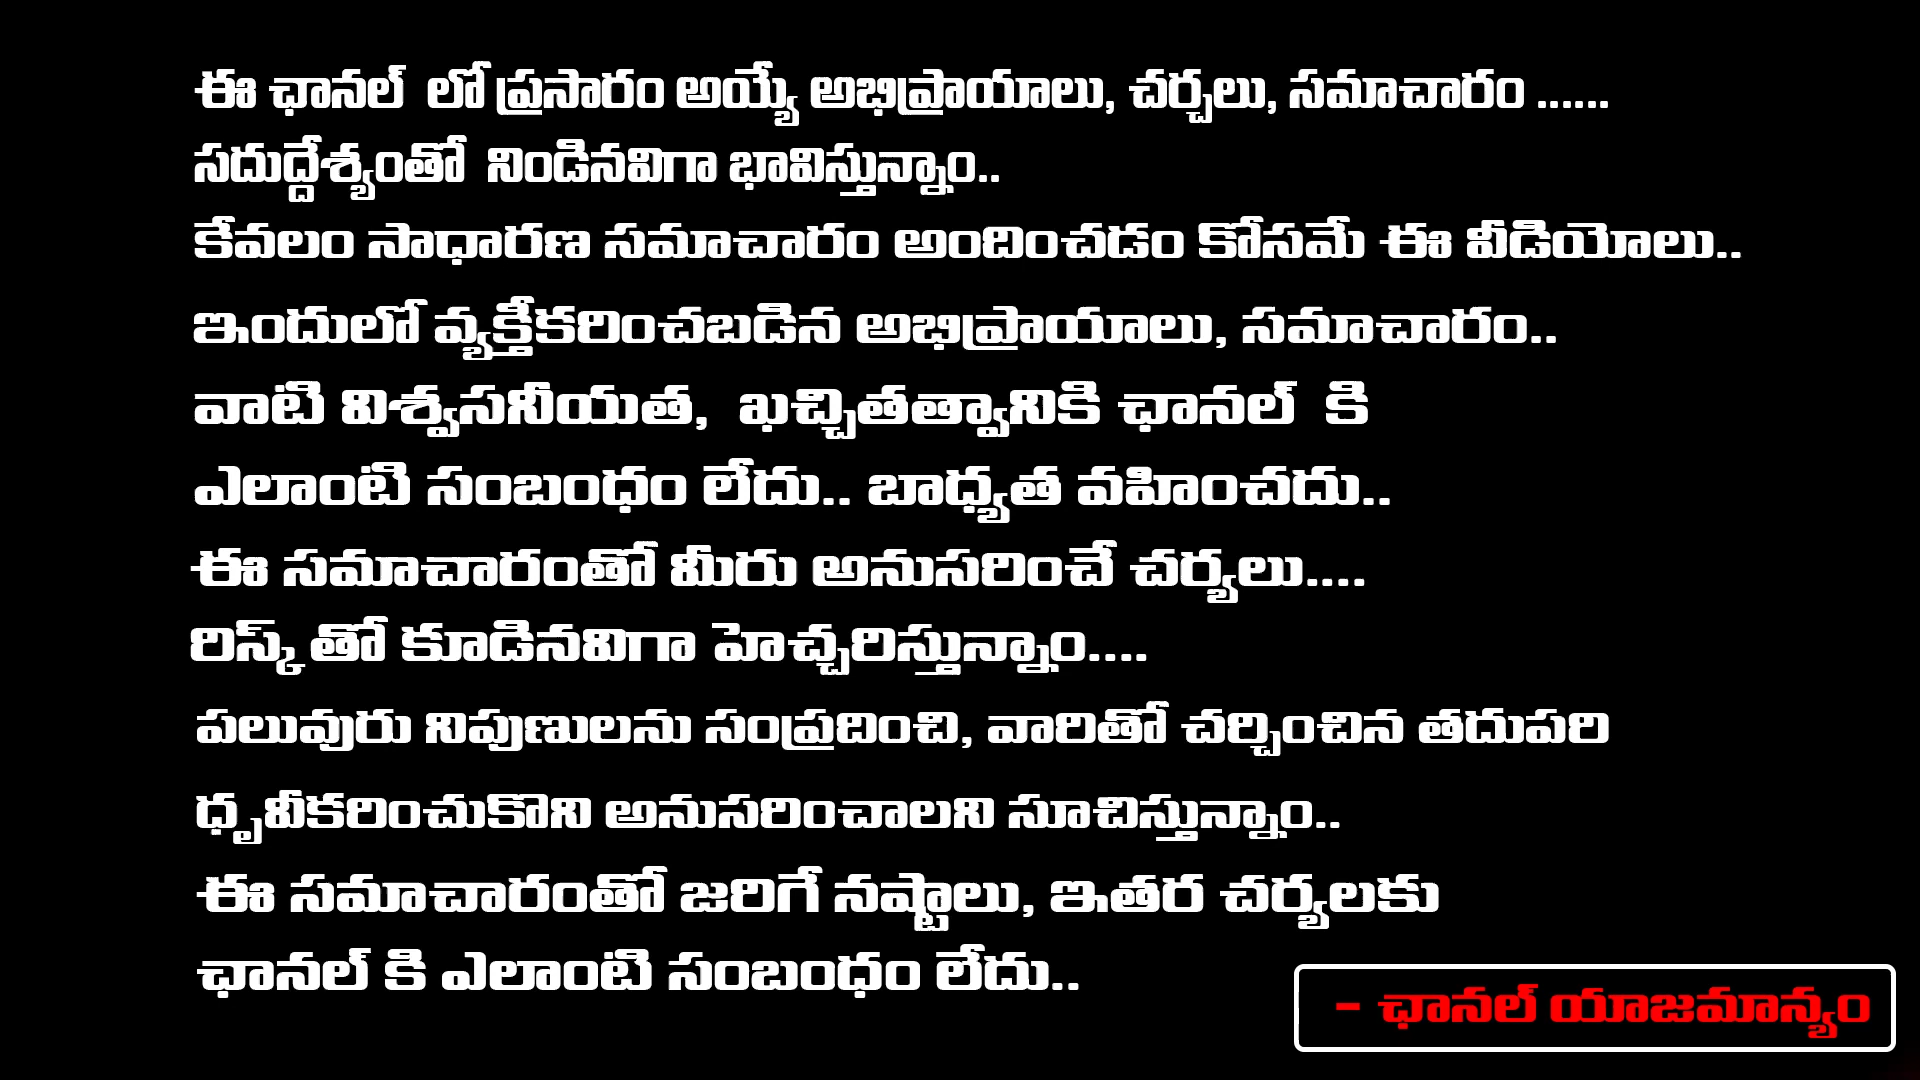 ఈ ఛానల్ లో ప్రసారం అయ్యే అభిప్రాయాలు, చర్చలు, సమాచారం ......
సదుద్దేశ్యంతో నిండినవిగా భావిస్తున్నాం..
కేవలం సాధారణ సమాచారం అందించడం కోసమే ఈ వీడియోలు..
ఇందులో వ్యక్తీకరించబడిన అభిప్రాయాలు, సమాచారం..
వాటి విశ్వసనీయత, ఖచ్చితత్వానికి ఛానల్ కి
ఎలాంటి సంబంధం లేదు.. బాధ్యత వహించదు..
ఈ సమాచారంతో మీరు అనుసరించే చర్యలు....
రిస్క్ తో కూడినవిగా హెచ్చరిస్తున్నాం....
పలువురు నిపుణులను సంప్రదించి, వారితో చర్చించిన తదుపరి
ధృవీకరించుకొని అనుసరించాలని సూచిస్తున్నాం..
ఈ సమాచారంతో జరిగే నష్టాలు, ఇతర చర్యలకు
ఛానల్ కి ఎలాంటి సంబంధం లేదు..
- ఛానల్ యాజమాన్యం